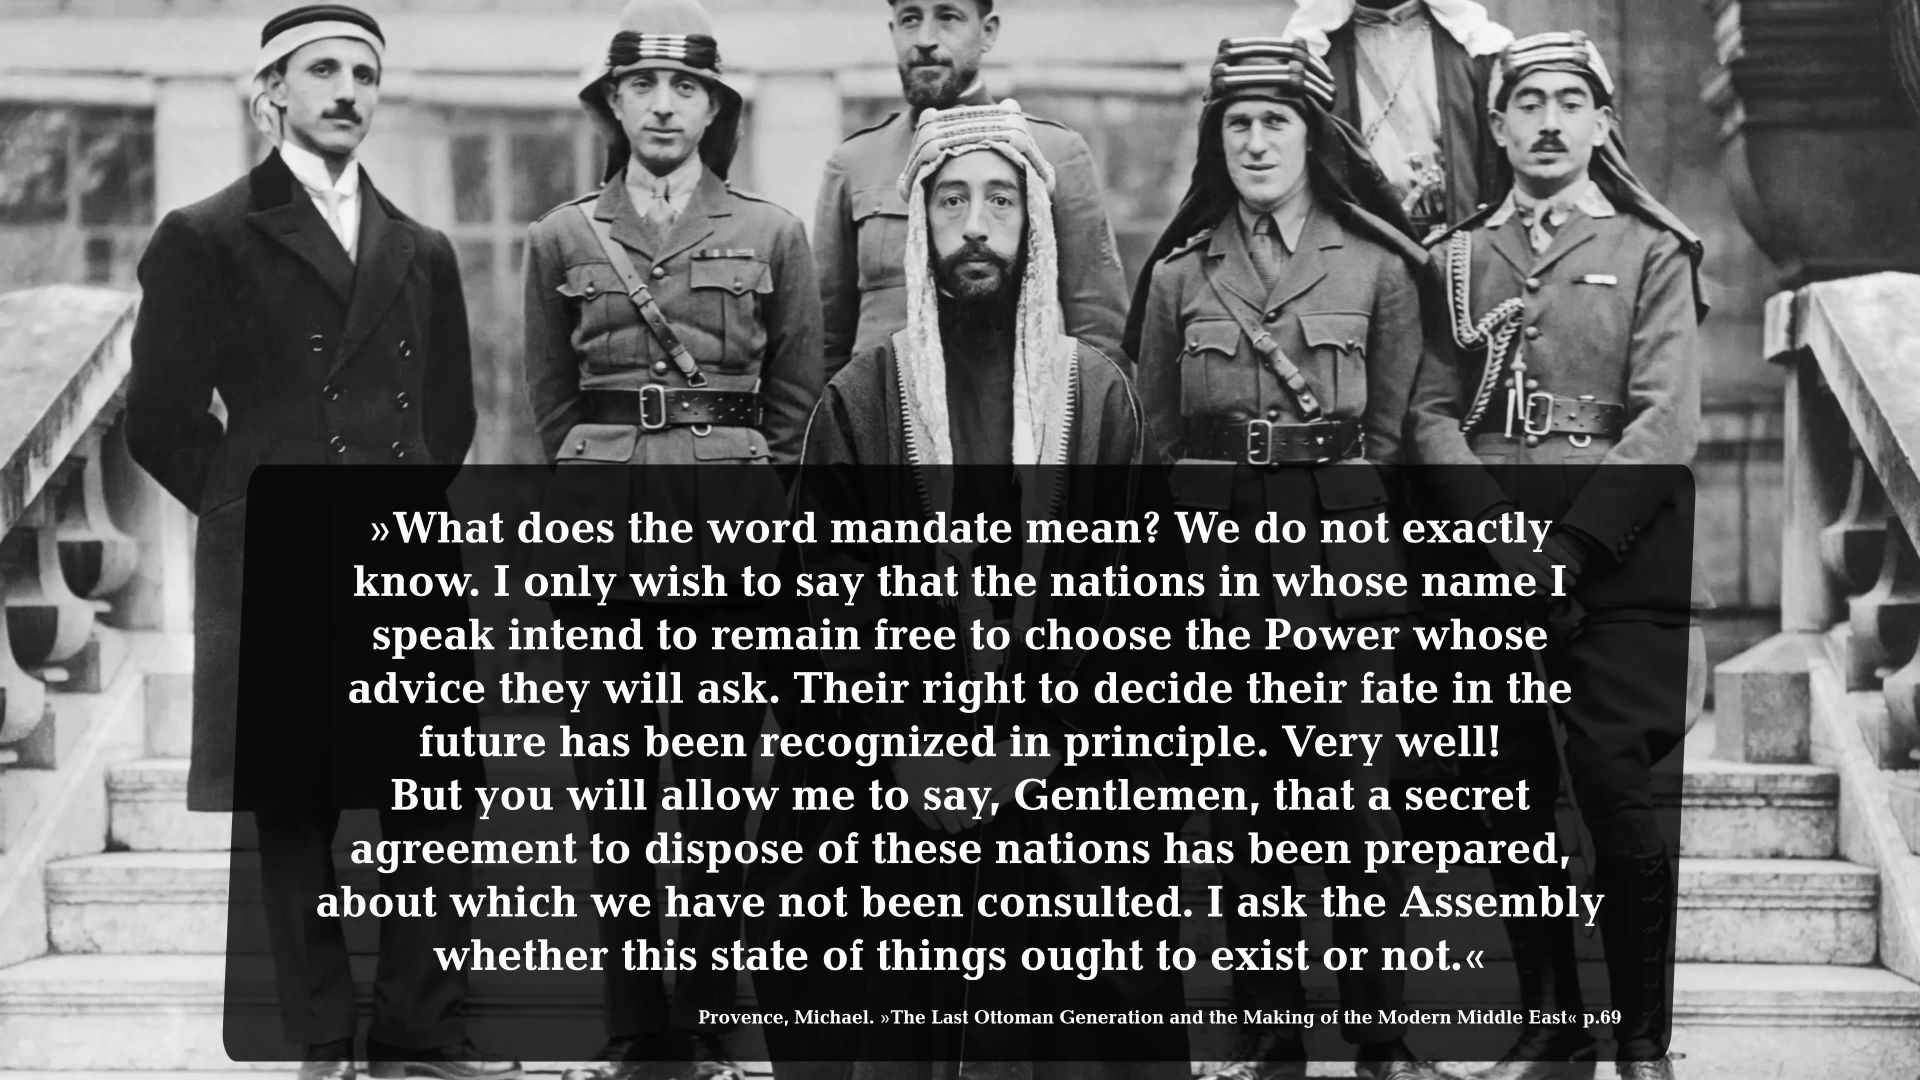 »What does the word mandate mean? We do not exactly
know. I only wish to say that the nations in whose name I
speak intend to remain free to choose the Power whose
advice they will ask. Their right to decide their fate in the
future has been recognized in principle. Very well!
But you will allow me to say, Gentlemen, that a secret
agreement to dispose of these nations has been prepared,
about which we have not been consulted. I ask the Assembly
whether this state of things ought to exist or not.«
Provence, Michael. »The Last Ottoman Generation and the Making of the Modern Middle East« p.69